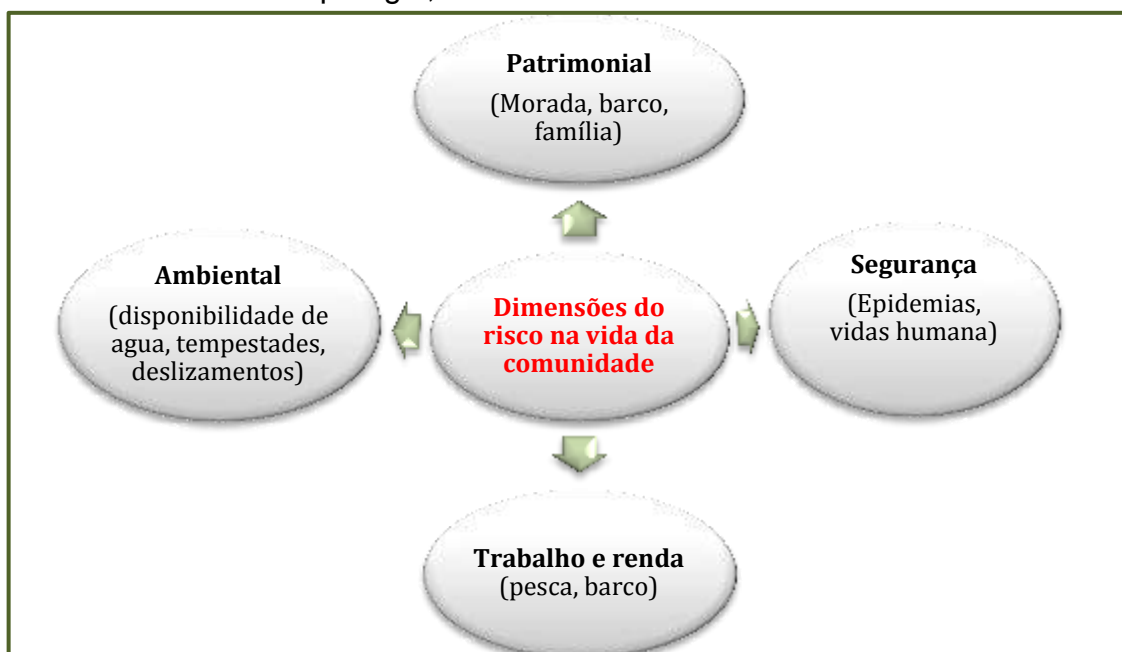 Patrimonial
(Morada, barco,
família)
Ambiental
(disponibilidade de
agua, tempestades,
deslizamentos)
Dimensões do
risco na vida da
comunidade
Segurança
(Epidemias,
vidas humana)
Trabalho e renda
(pesca, barco)